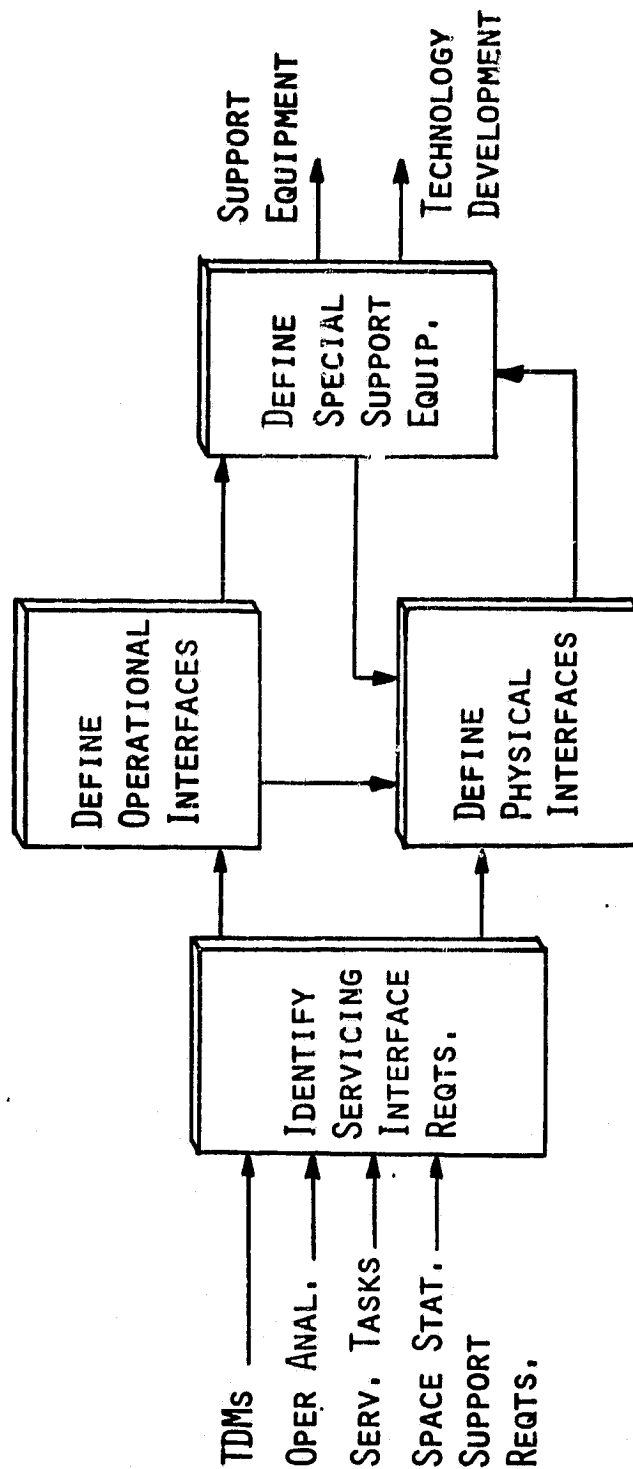 TDMs
OPER ANAL.
SERV. TASKS
SPACE STAT.
SUPPORT
REQTS.
IDENTIFY
SERVICING
INTERFACE
REQTS.
DEFINE
OPERATIONAL
INTERFACES
DEFINE
PHYSICAL
INTERFACES
DEFINE
SPECIAL
SUPPORT
EQUIP.
SUPPORT
EQUIPMENT
TECHNOLOGY
DEVELOPMENT